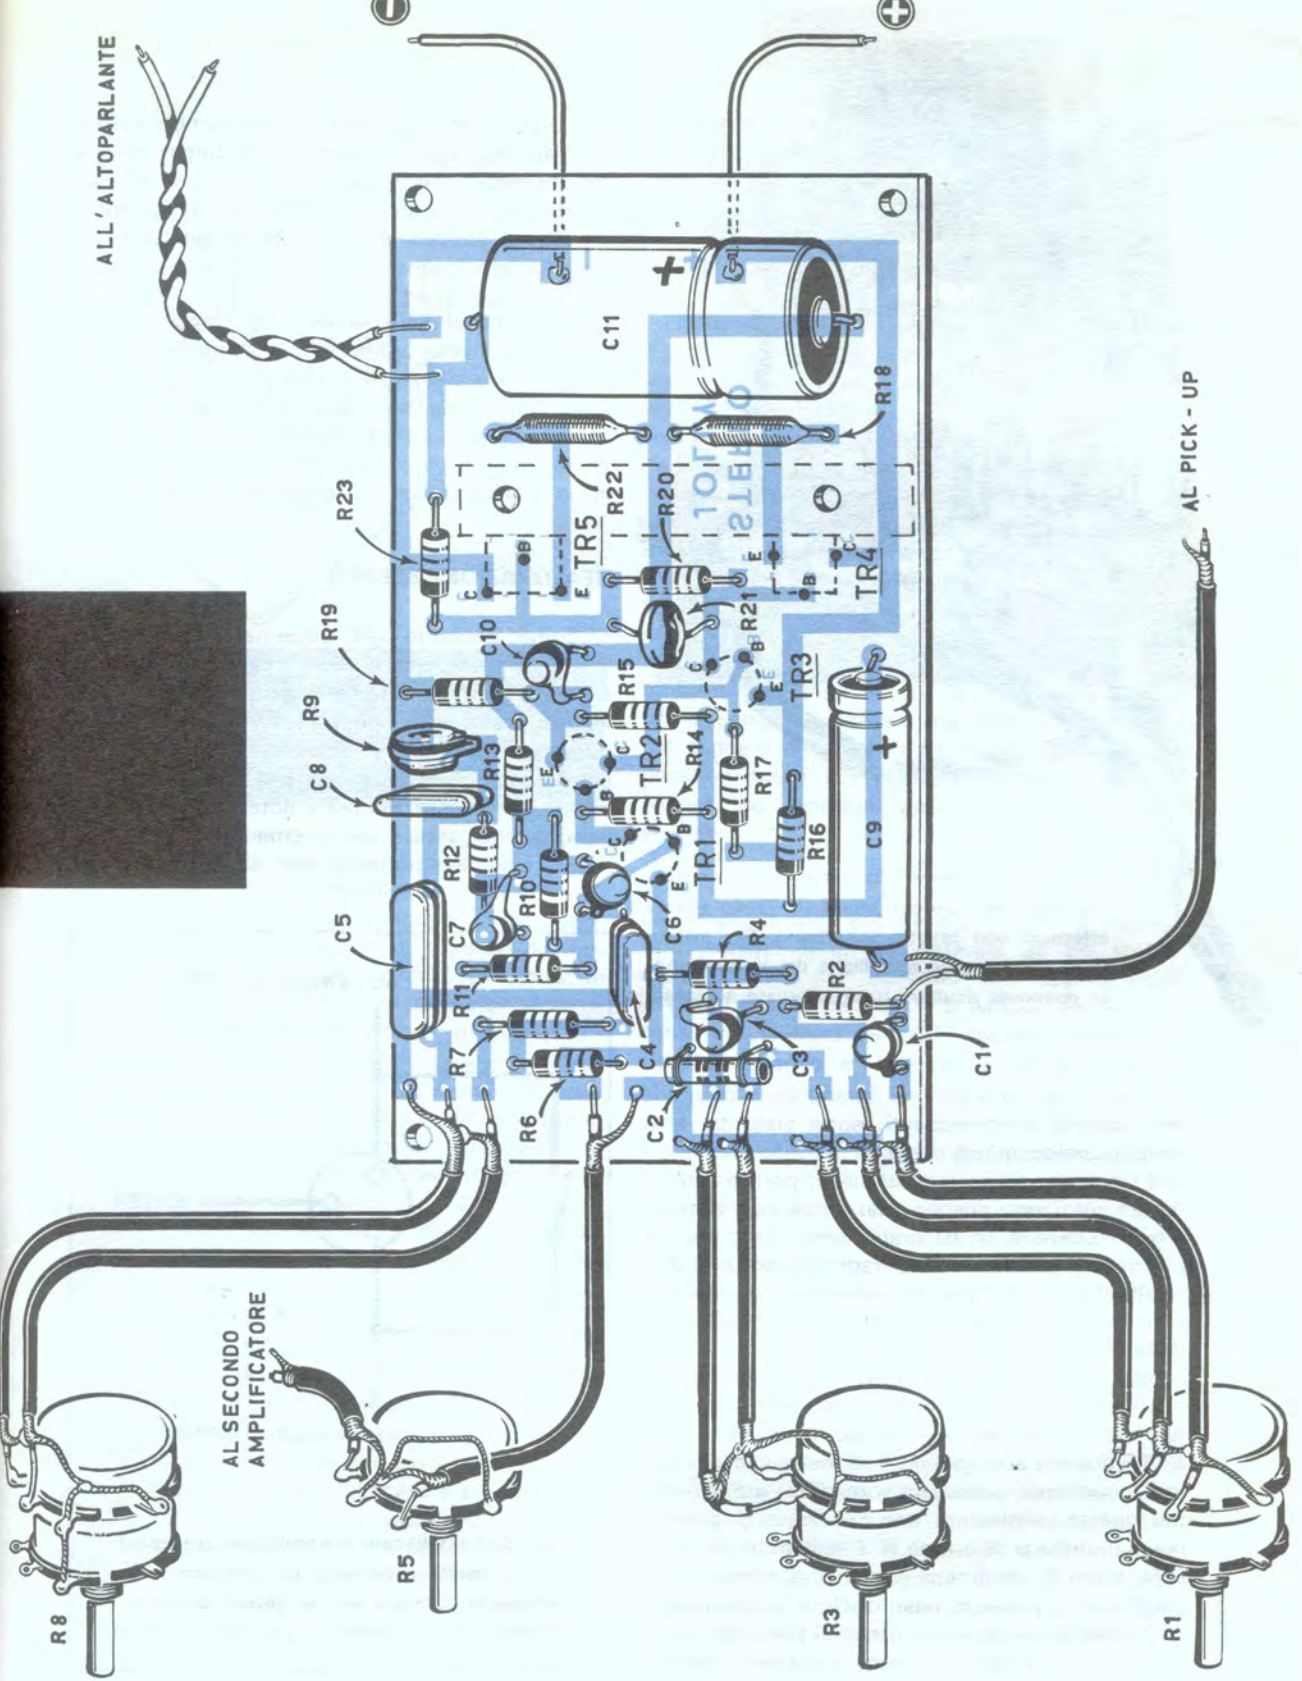 −
+
ALL'ALTOPARLANTE
C11
R18
JOLLY
STEREO
AL PICK-UP
R23
R22
R20
TR5
TR4
C
B
E
E
B
C
R19
C10
R21
R9
R15
C
B
E
TR3
C8
R13
E
C
B
TR2
R14
R17
R12
C
B
E
TR1
R16
C9
+
C5
C7
R10
C6
R4
R11
R2
R7
C4
C3
C1
R6
C2
AL SECONDO
AMPLIFICATORE
R8
R5
R3
R1